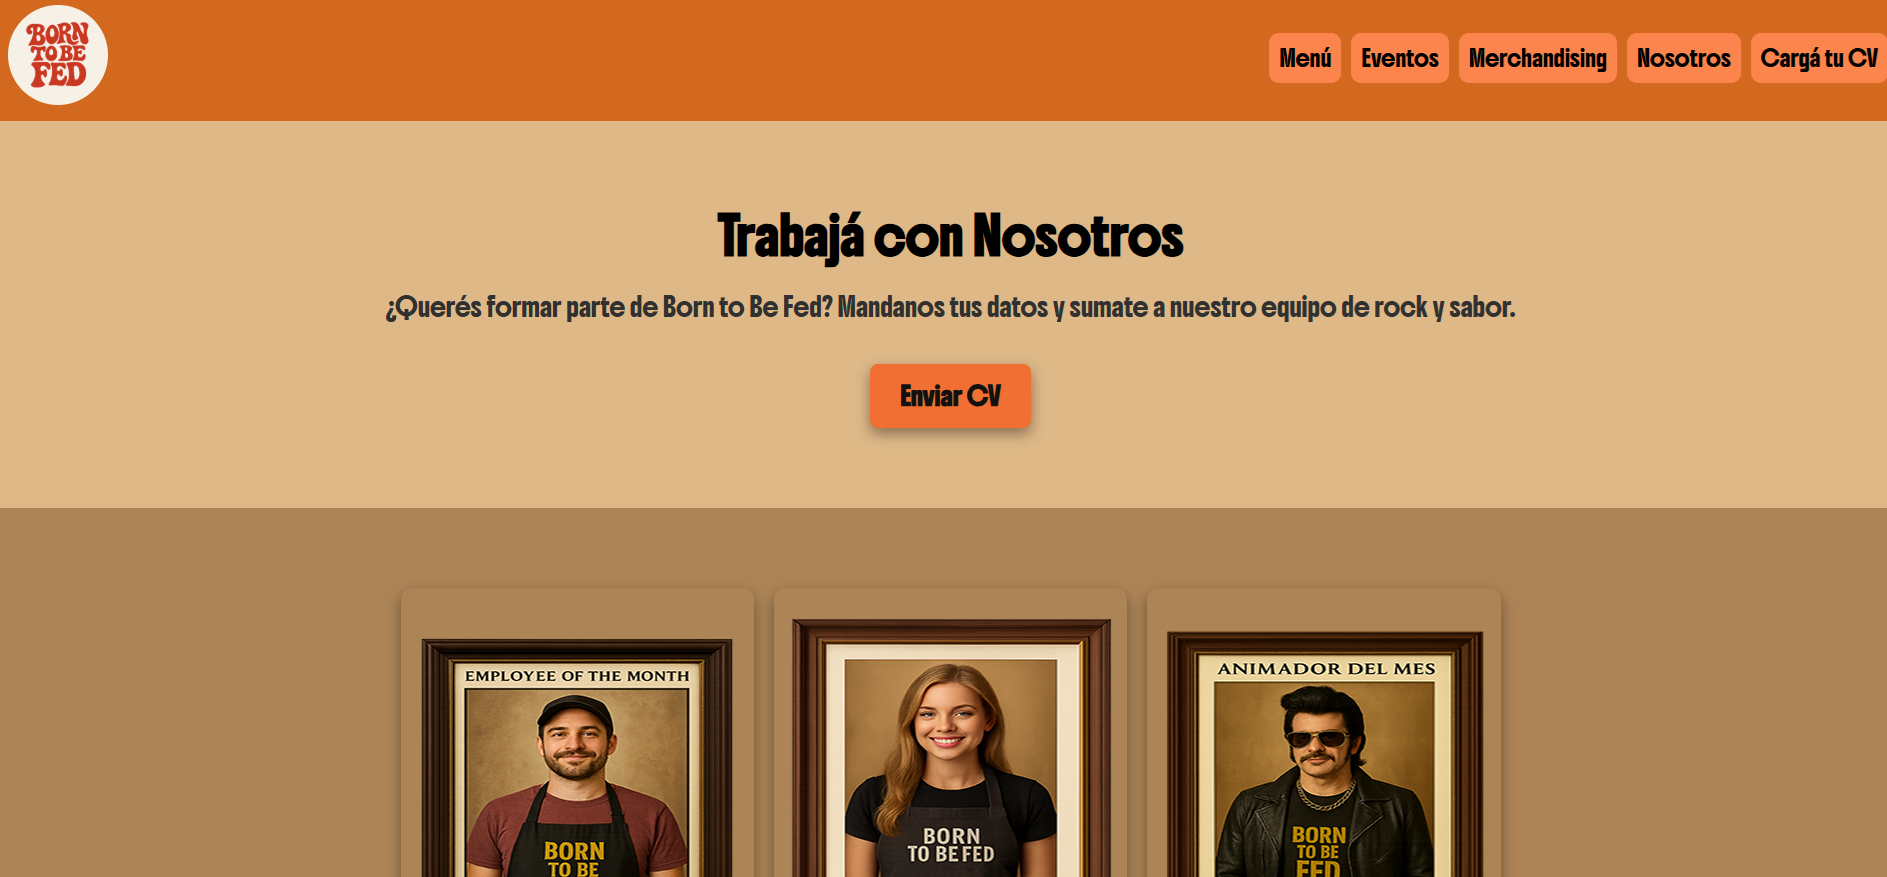 BORN
TO BE
FED
Menú
Eventos
Merchandising
Nosotros
Cargá tu CV
Trabajá con Nosotros
¿Querés formar parte de Born to Be Fed? Mandanos tus datos y sumate a nuestro equipo de rock y sabor.
Enviar CV
EMPLOYEE OF THE MONTH
BORN
TO BE
BORN
TO BE FED
ANIMADOR DEL MES
BORN
TO BE
FED